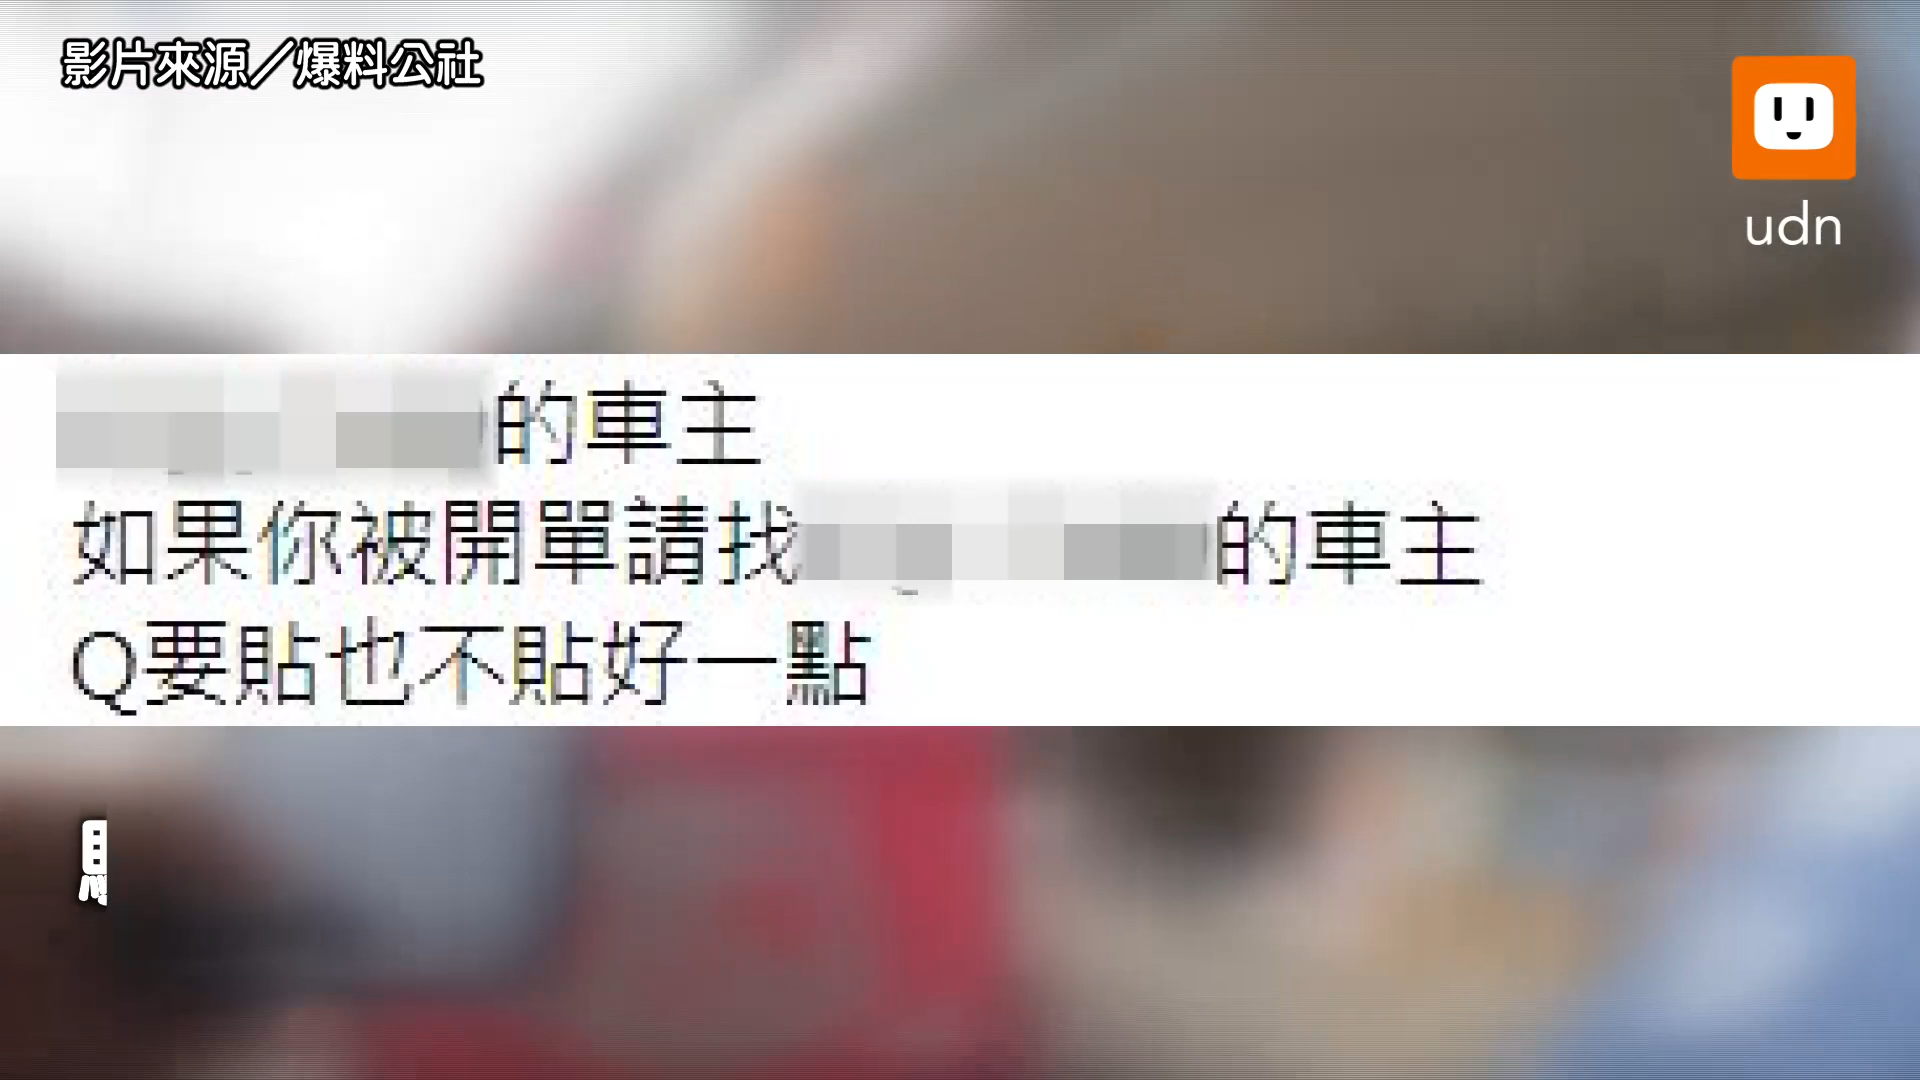 影片來源／爆料公社
udn
的車主
如果你被開單請找的車主
Q要貼也不貼好一點